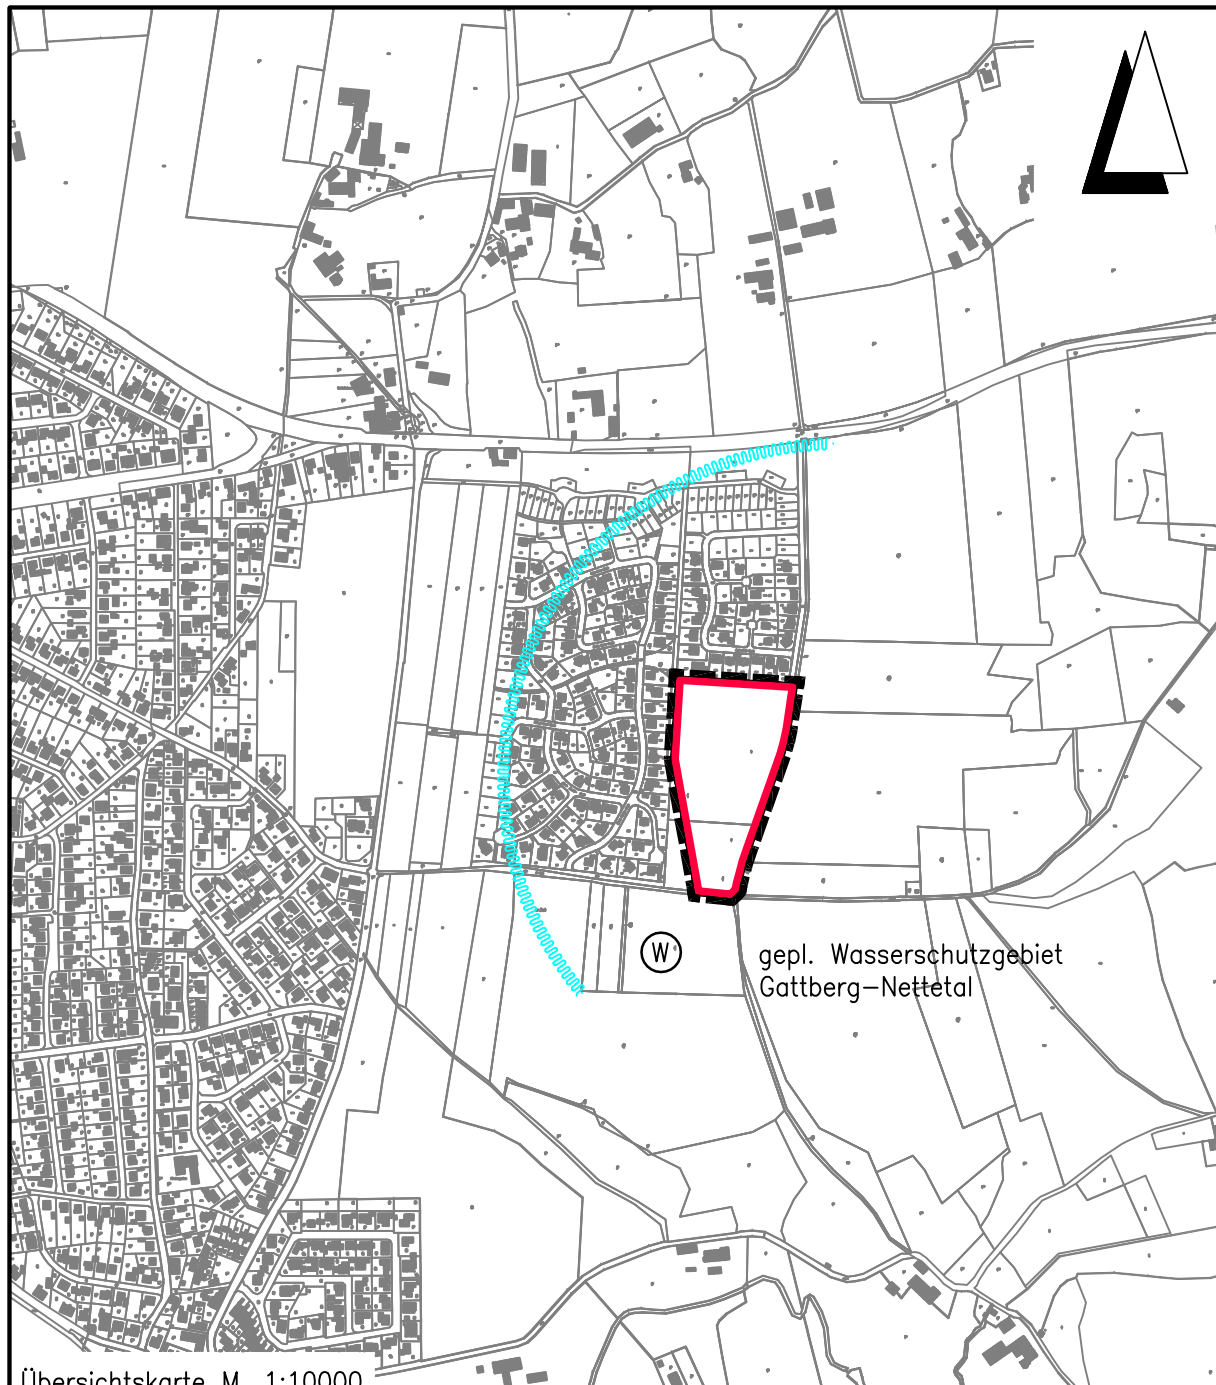 W
gepl. Wasserschutzgebiet
Gattberg-Nettetal
Übersichtskarte M. 1:10000